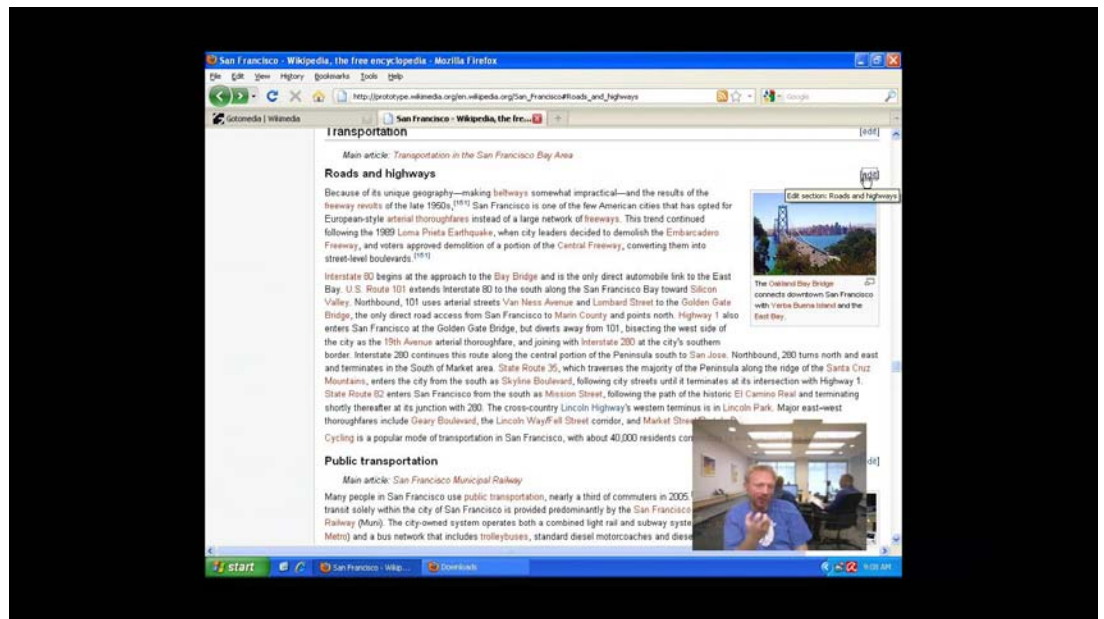 San Francisco - Wikipedia, the free encyclopedia - Mozilla Firefox
File Edit View History Bookmarks Tools Help
http://prototype.wikimedia.org/en.wikipedia.org/San_Francisco#Roads_and_highways
Google
Gotomedia | Wikimedia
San Francisco - Wikipedia, the fre...
Transportation
[edit]
Main article: Transportation in the San Francisco Bay Area
Roads and highways
[edit]
Edit section: Roads and highways
Because of its unique geography—making beltways somewhat impractical—and the results of the
freeway revolts of the late 1950s,[151] San Francisco is one of the few American cities that has opted for
European-style arterial thoroughfares instead of a large network of freeways. This trend continued
following the 1989 Loma Prieta Earthquake, when city leaders decided to demolish the Embarcadero
Freeway, and voters approved demolition of a portion of the Central Freeway, converting them into
street-level boulevards.[151]
The Oakland Bay Bridge
connects downtown San Francisco
with Yerba Buena Island and the
East Bay.
Interstate 80 begins at the approach to the Bay Bridge and is the only direct automobile link to the East
Bay. U.S. Route 101 extends Interstate 80 to the south along the San Francisco Bay toward Silicon
Valley. Northbound, 101 uses arterial streets Van Ness Avenue and Lombard Street to the Golden Gate
Bridge, the only direct road access from San Francisco to Marin County and points north. Highway 1 also
enters San Francisco at the Golden Gate Bridge, but diverts away from 101, bisecting the west side of
the city as the 19th Avenue arterial thoroughfare, and joining with Interstate 280 at the city's southern
border. Interstate 280 continues this route along the central portion of the Peninsula south to San Jose. Northbound, 280 turns north and east
and terminates in the South of Market area. State Route 35, which traverses the majority of the Peninsula along the ridge of the Santa Cruz
Mountains, enters the city from the south as Skyline Boulevard, following city streets until it terminates at its intersection with Highway 1.
State Route 82 enters San Francisco from the south as Mission Street, following the path of the historic El Camino Real and terminating
shortly thereafter at its junction with 280. The cross-country Lincoln Highway's western terminus is in Lincoln Park. Major east–west
thoroughfares include Geary Boulevard, the Lincoln Way/Fell Street corridor, and Market Street
Cycling is a popular mode of transportation in San Francisco, with about 40,000 residents
Public transportation
edit]
Main article: San Francisco Municipal Railway
Many people in San Francisco use public transportation, nearly a third of commuters in 2005.
transit solely within the city of San Francisco is provided predominantly by the San Francisco
Railway (Muni). The city-owned system operates both a combined light rail and subway syste
Metro) and a bus network that includes trolleybuses, standard diesel motorcoaches and diese
start
San Francisco - Wikip...
Downloads
9:08 AM